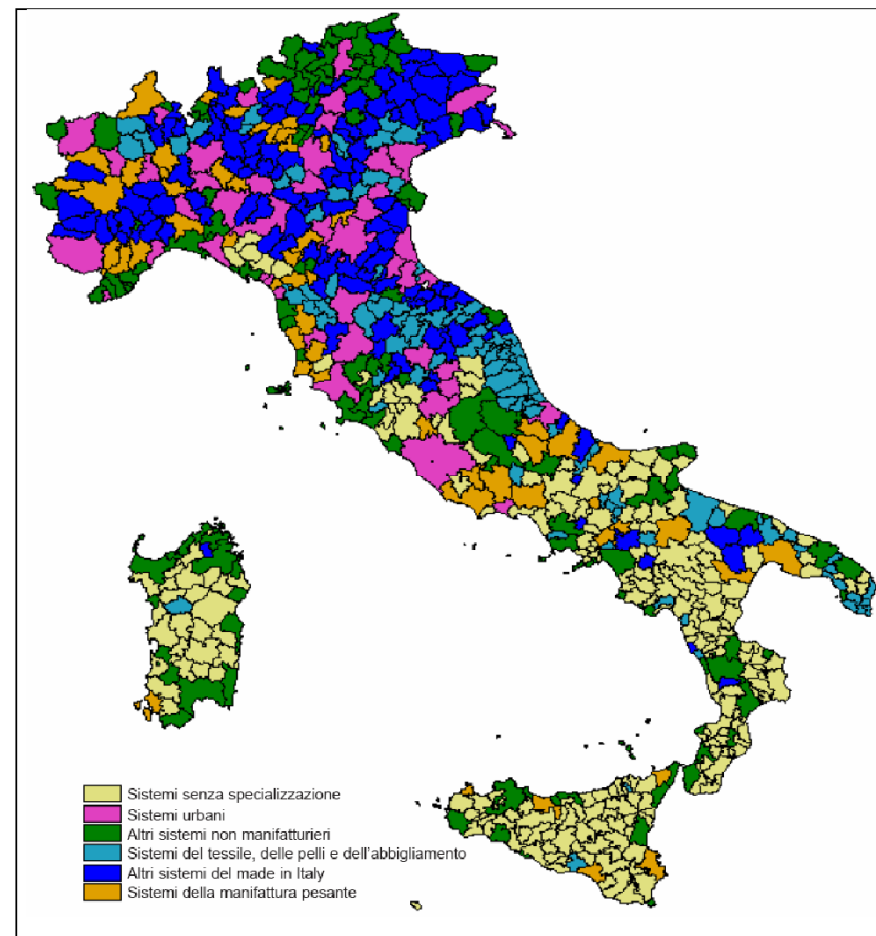 Sistemi senza specializzazione
Sistemi urbani
Altri sistemi non manifatturieri
Sistemi del tessile, delle pelli e dell'abbigliamento
Altri sistemi del made in Italy
Sistemi della manifattura pesante